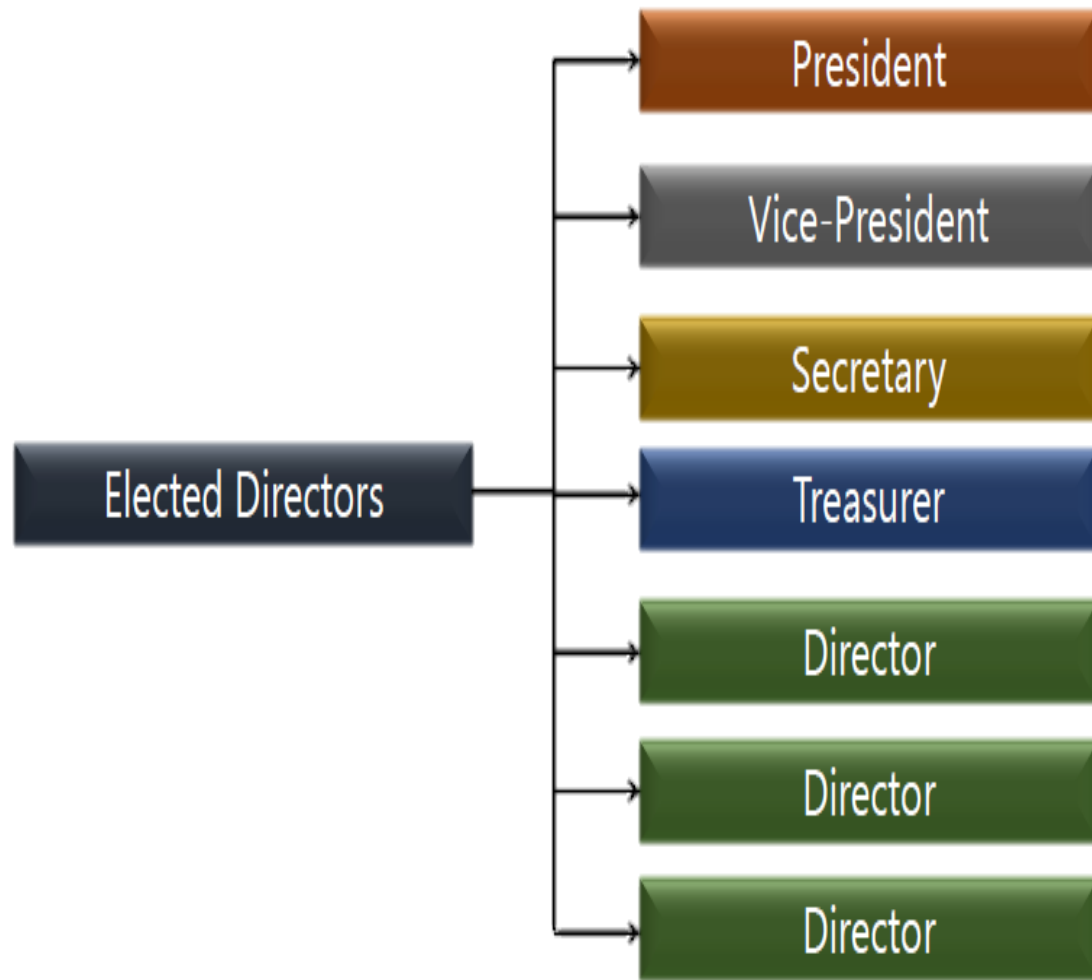 President
Vice-President
Secretary
Elected Directors
Treasurer
Director
Director
Director